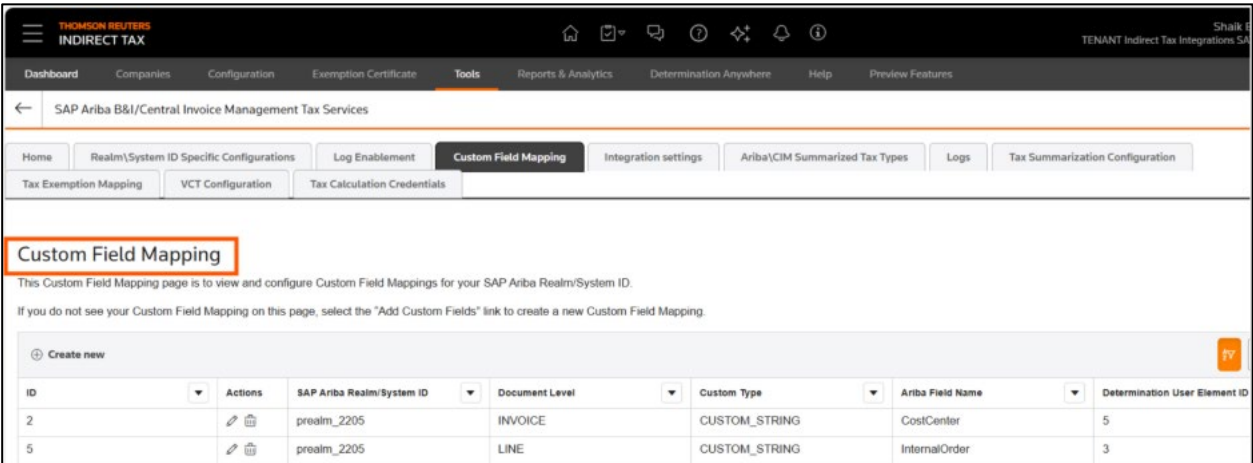 THOMSON REUTERS
INDIRECT TAX
Shaik
TENANT Indirect Tax Integrations SA
Dashboard Companies Configuration Exemption Certificate Tools Reports & Analytics Determination Anywhere Help Preview Features
SAP Ariba B&I/Central Invoice Management Tax Services
Home Realm\System ID Specific Configurations Log Enablement Custom Field Mapping Integration settings Ariba\CIM Summarized Tax Types Logs Tax Summarization Configuration
Tax Exemption Mapping VCT Configuration Tax Calculation Credentials
Custom Field Mapping
This Custom Field Mapping page is to view and configure Custom Field Mappings for your SAP Ariba Realm/System ID.
If you do not see your Custom Field Mapping on this page, select the "Add Custom Fields" link to create a new Custom Field Mapping.
Create new
ID Actions SAP Ariba Realm/System ID Document Level Custom Type Ariba Field Name Determination User Element ID
2 prealm_2205 INVOICE CUSTOM_STRING CostCenter 5
5 prealm_2205 LINE CUSTOM_STRING InternalOrder 3